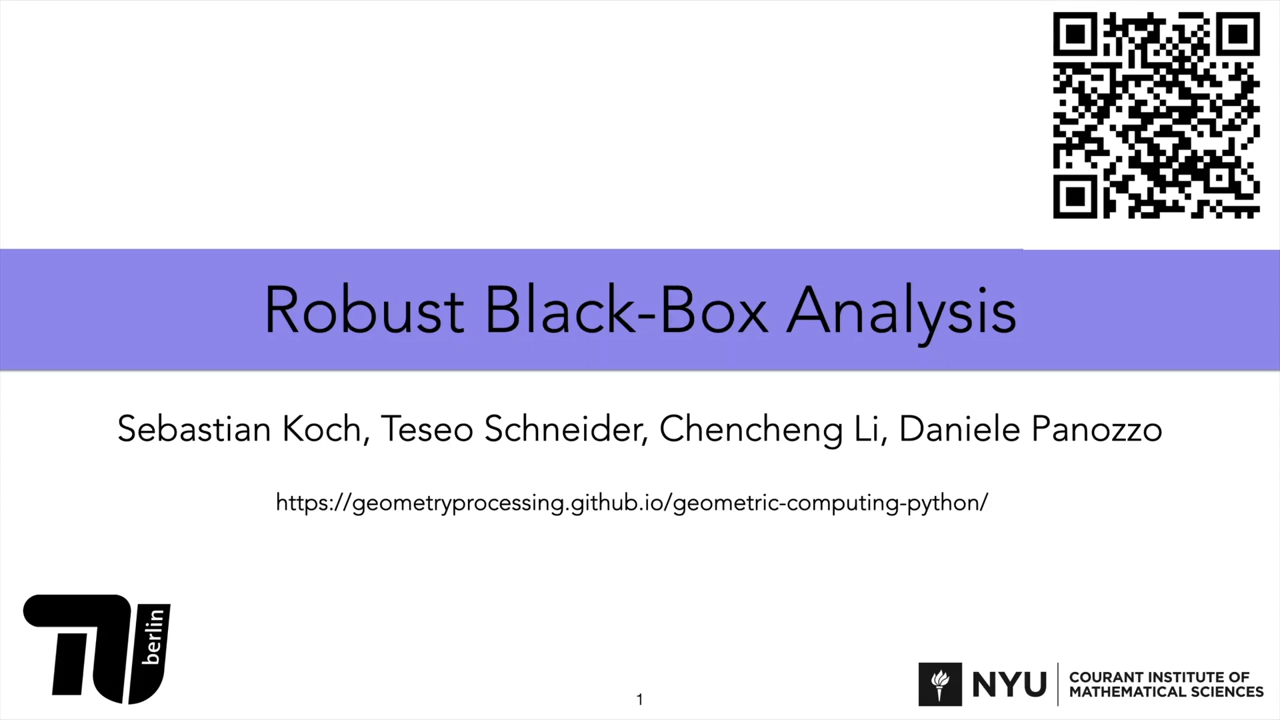 Robust Black-Box Analysis
Sebastian Koch, Teseo Schneider, Chencheng Li, Daniele Panozzo
https://geometryprocessing.github.io/geometric-computing-python/
TU berlin
1
NYU
COURANT INSTITUTE OF
MATHEMATICAL SCIENCES